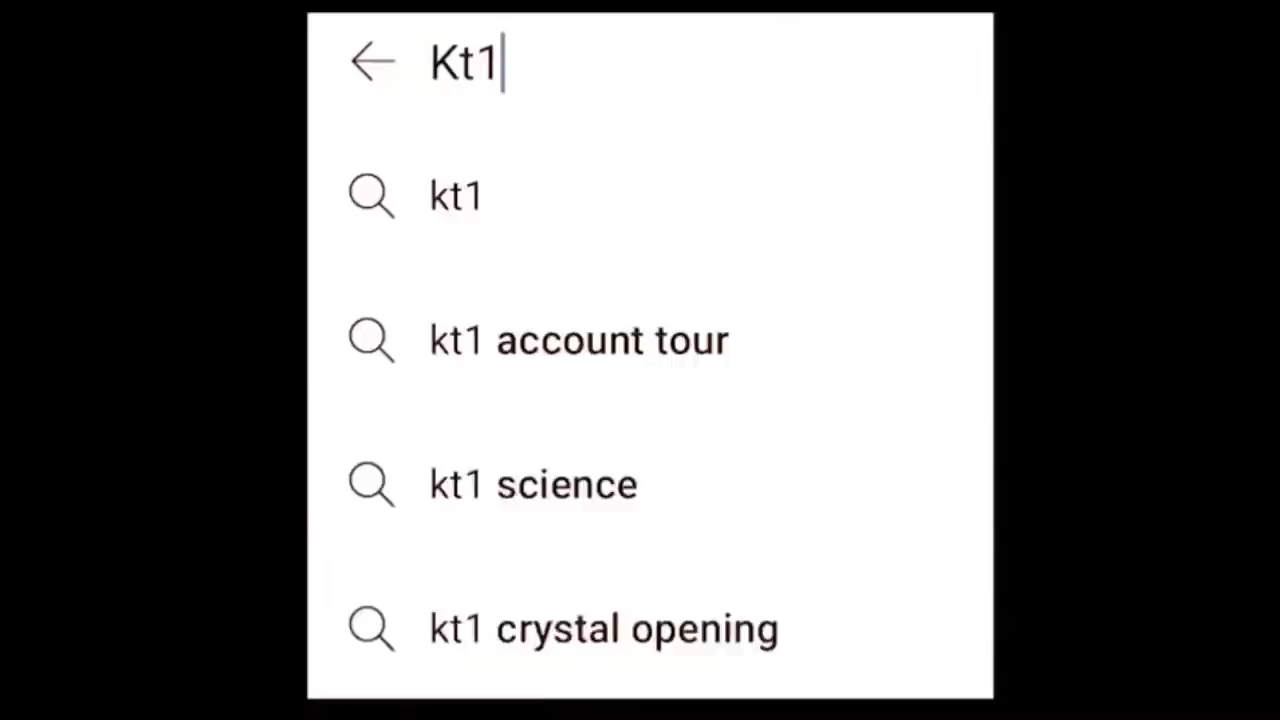 Kt1
kt1
kt1 account tour
kt1 science
kt1 crystal opening